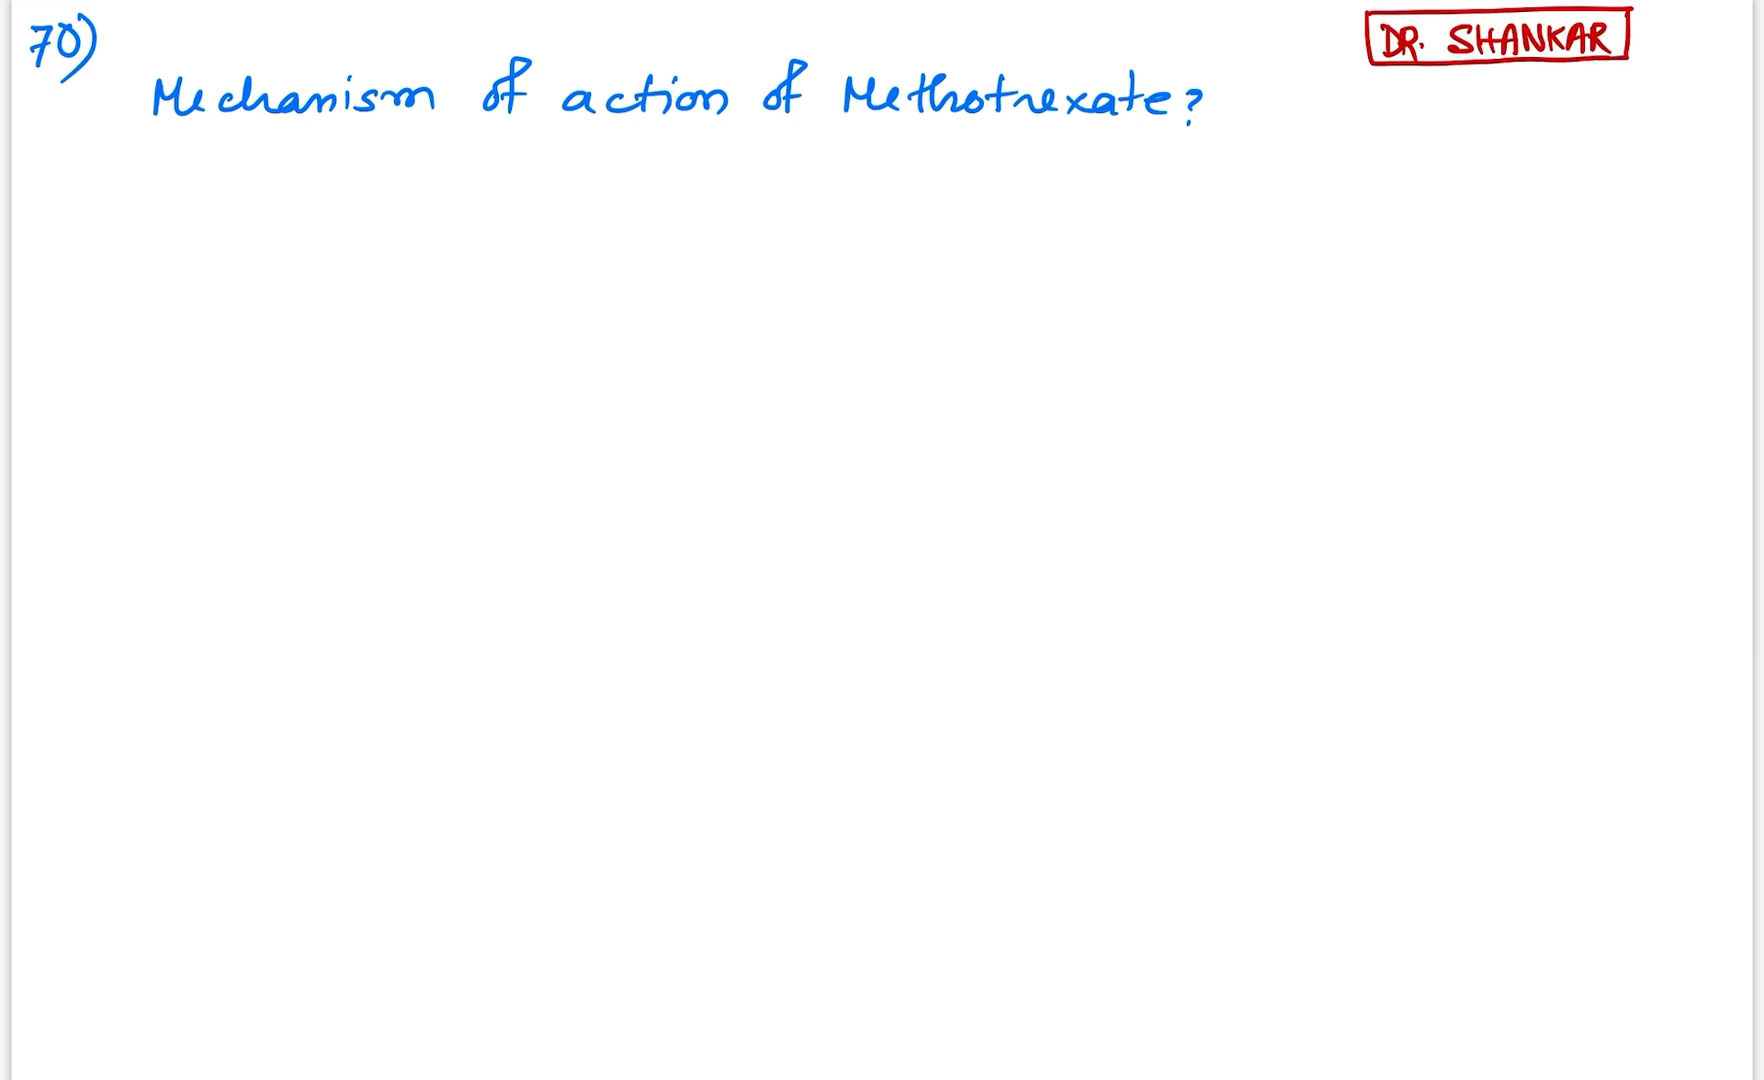 70)
DR. SHANKAR
Mechanism of action of Methotrexate?